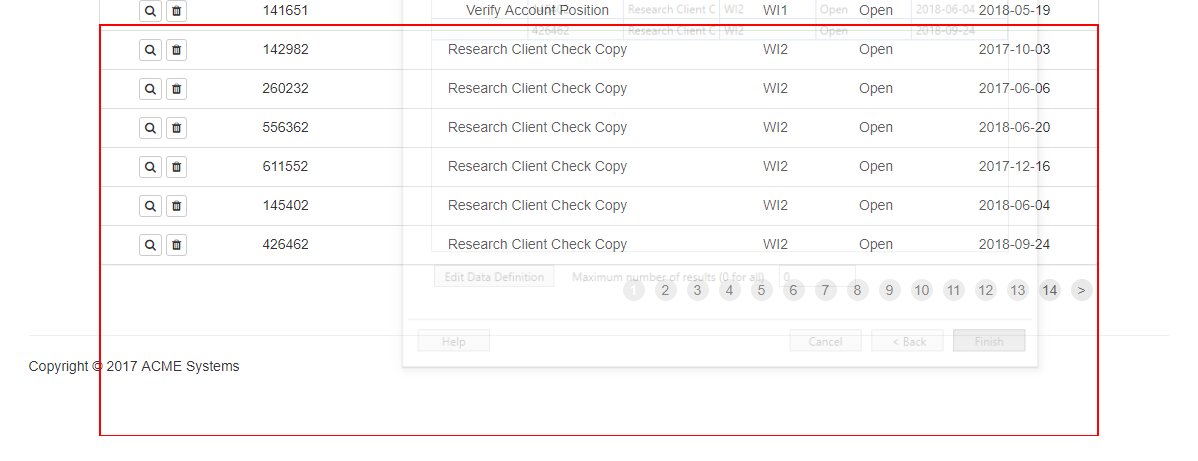 141651 Verify Account Position WI1 Open 2018-05-19
Research Client C WI2 Open 2018-06-04
426462 Research Client C WI2 Open 2018-09-24
142982 Research Client Check Copy WI2 Open 2017-10-03
260232 Research Client Check Copy WI2 Open 2017-06-06
556362 Research Client Check Copy WI2 Open 2018-06-20
611552 Research Client Check Copy WI2 Open 2017-12-16
145402 Research Client Check Copy WI2 Open 2018-06-04
426462 Research Client Check Copy WI2 Open 2018-09-24
Edit Data Definition Maximum number of results (0 for all) 0
1 2 3 4 5 6 7 8 9 10 11 12 13 14 >
Help Cancel < Back Finish
Copyright © 2017 ACME Systems